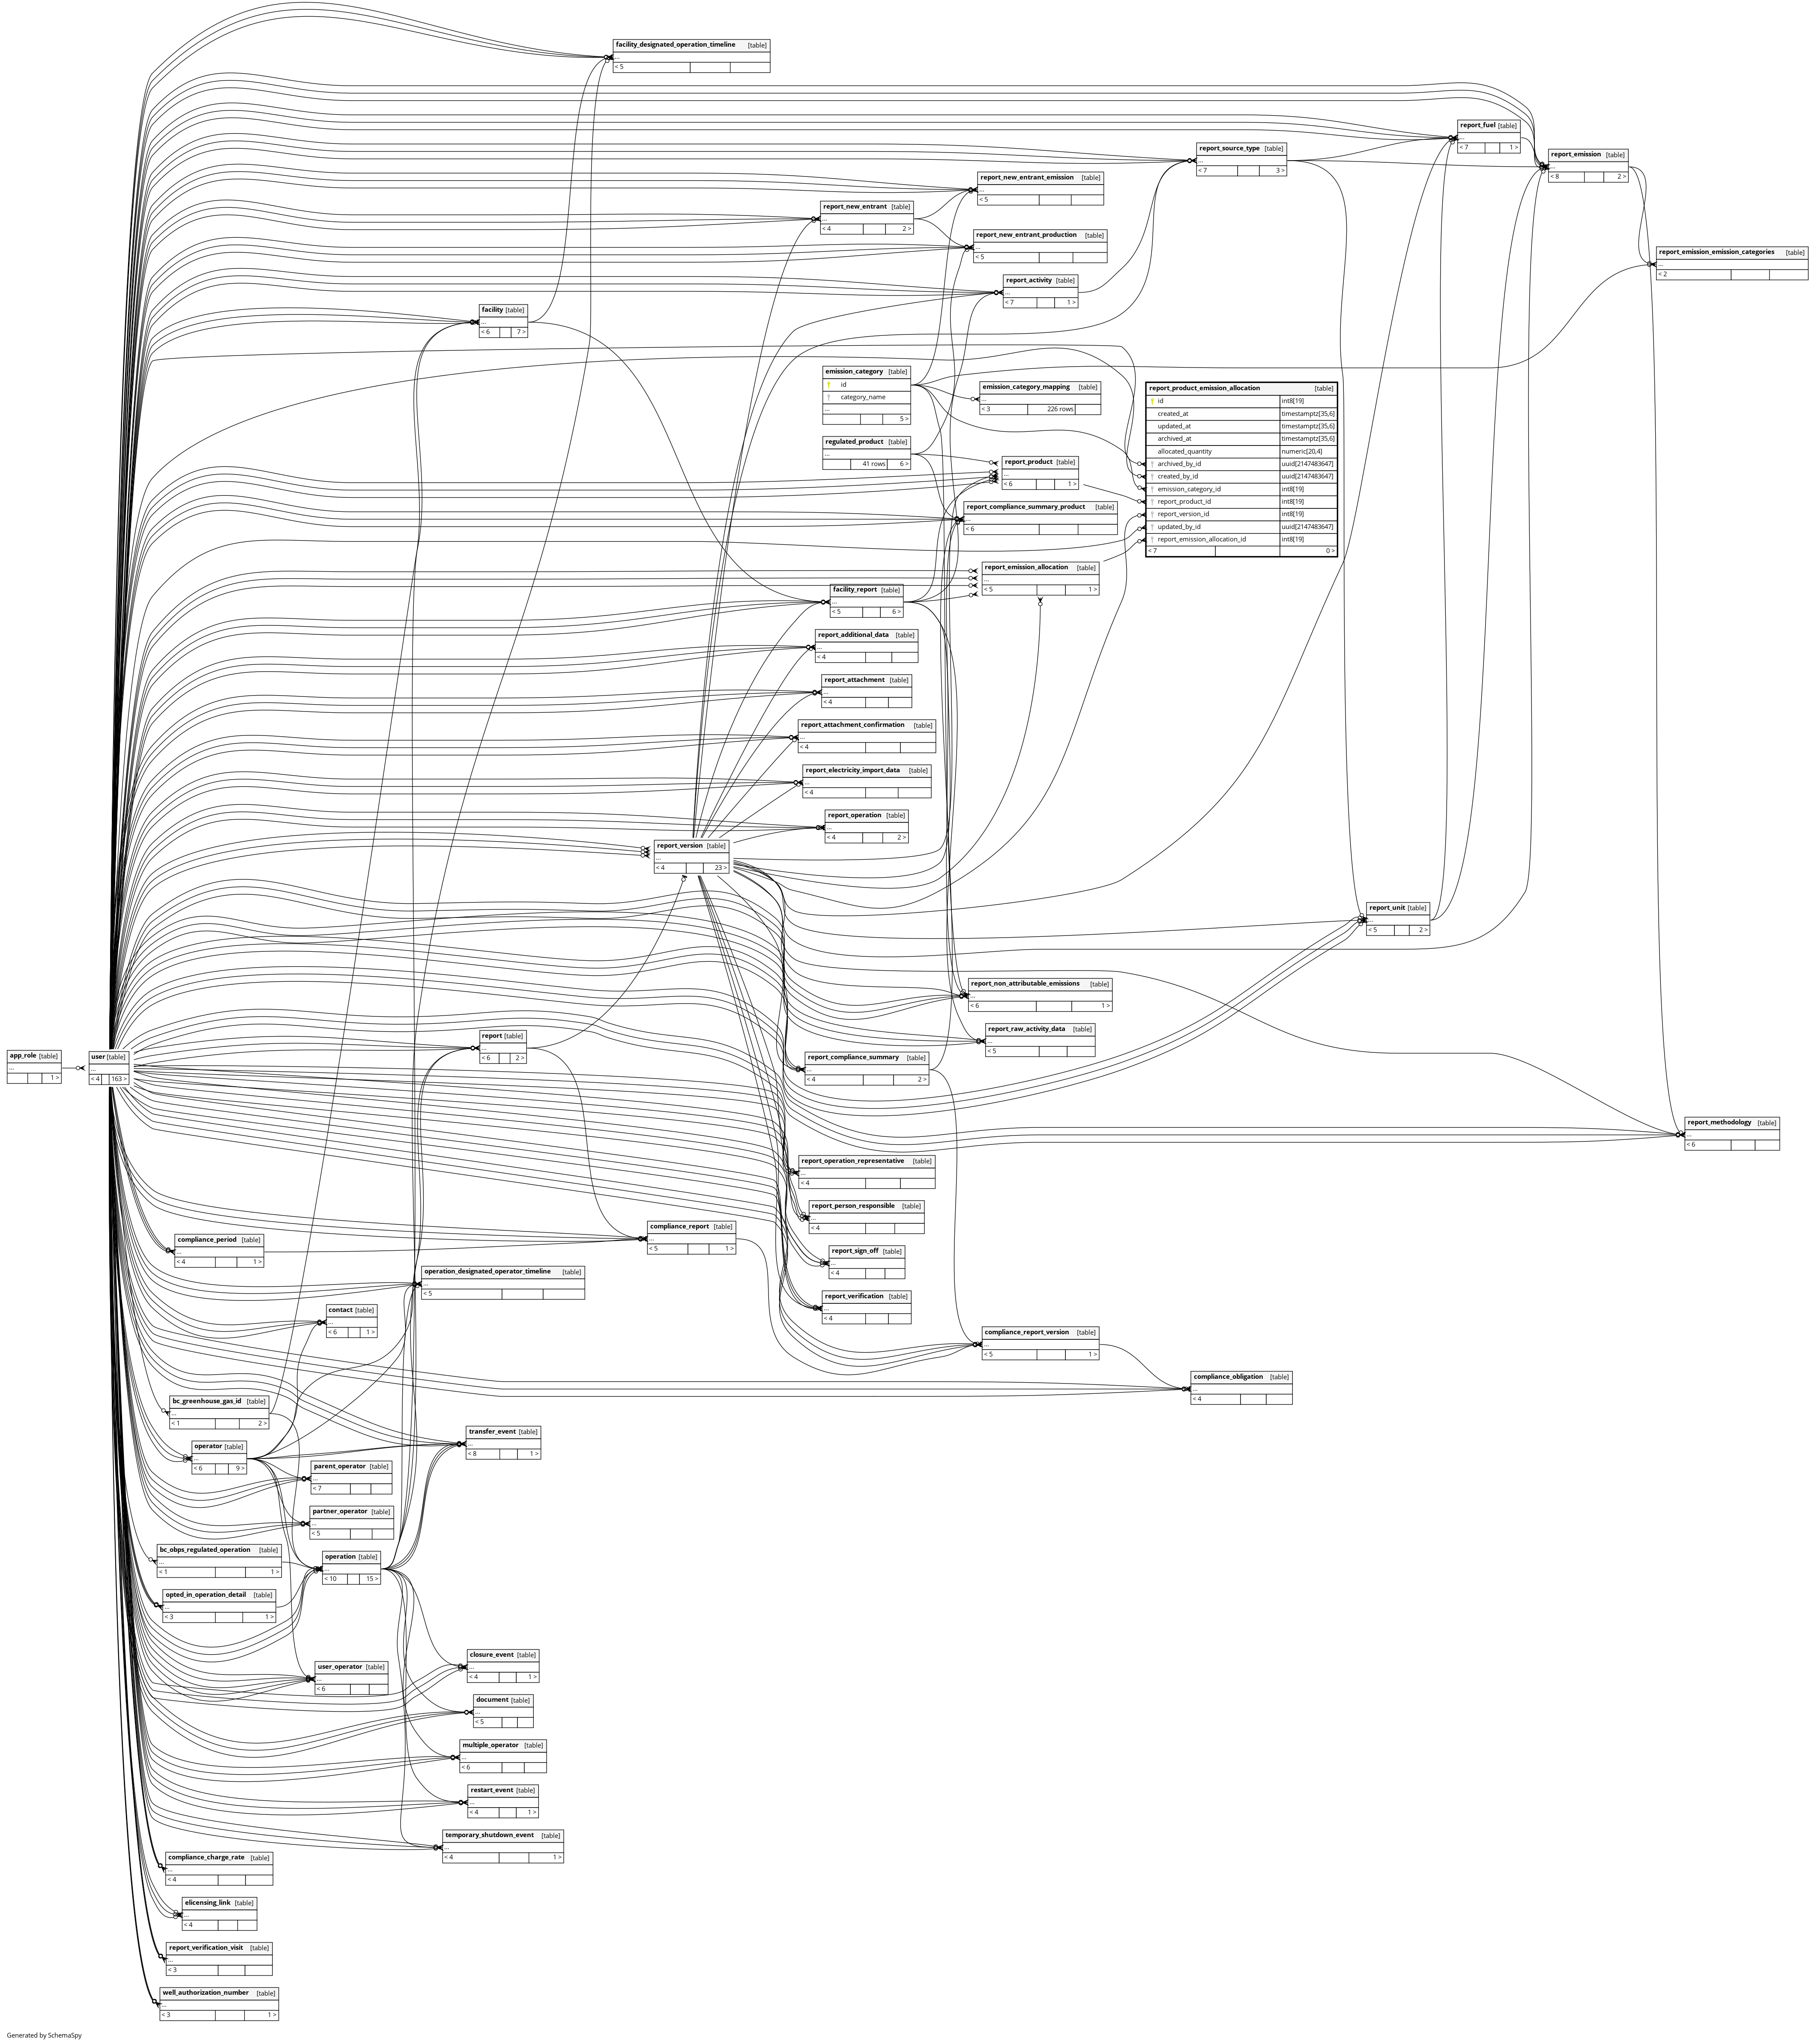 facility_designated_operation_timeline [table]
...
< 5
report_fuel [table]
...
< 7 1 >
report_source_type [table]
...
< 7 3 >
report_emission [table]
...
< 8 2 >
report_new_entrant_emission [table]
...
< 5
report_new_entrant [table]
...
< 4 2 >
report_new_entrant_production [table]
...
< 5
report_emission_emission_categories [table]
...
< 2
report_activity [table]
...
< 7 1 >
facility [table]
...
< 6 7 >
emission_category [table]
id
category_name
...
5 >
emission_category_mapping [table]
...
< 3 226 rows
report_product_emission_allocation [table]
id int8[19]
created_at timestamptz[35,6]
updated_at timestamptz[35,6]
archived_at timestamptz[35,6]
allocated_quantity numeric[20,4]
archived_by_id uuid[2147483647]
created_by_id uuid[2147483647]
emission_category_id int8[19]
report_product_id int8[19]
report_version_id int8[19]
updated_by_id uuid[2147483647]
report_emission_allocation_id int8[19]
< 7 0 >
regulated_product [table]
...
41 rows 6 >
report_product [table]
...
< 6 1 >
report_compliance_summary_product [table]
...
< 6
report_emission_allocation [table]
...
< 5 1 >
facility_report [table]
...
< 5 6 >
report_additional_data [table]
...
< 4
report_attachment [table]
...
< 4
report_attachment_confirmation [table]
...
< 4
report_electricity_import_data [table]
...
< 4
report_operation [table]
...
< 4 2 >
report_version [table]
...
< 4 23 >
report_unit [table]
...
< 5 2 >
report_non_attributable_emissions [table]
...
< 6 1 >
report_raw_activity_data [table]
...
< 5
report [table]
...
< 6 2 >
app_role [table]
...
1 >
user [table]
...
< 4 163 >
report_compliance_summary [table]
...
< 4 2 >
report_methodology [table]
...
< 6
report_operation_representative [table]
...
< 4
report_person_responsible [table]
...
< 4
compliance_report [table]
...
< 5 1 >
compliance_period [table]
...
< 4 1 >
report_sign_off [table]
...
< 4
operation_designated_operator_timeline [table]
...
< 5
report_verification [table]
...
< 4
contact [table]
...
< 6 1 >
compliance_report_version [table]
...
< 5 1 >
compliance_obligation [table]
...
< 4
bc_greenhouse_gas_id [table]
...
< 1 2 >
transfer_event [table]
...
< 8 1 >
operator [table]
...
< 6 9 >
parent_operator [table]
...
< 7
partner_operator [table]
...
< 5
bc_obps_regulated_operation [table]
...
< 1 1 >
operation [table]
...
< 10 15 >
opted_in_operation_detail [table]
...
< 3 1 >
closure_event [table]
...
< 4 1 >
user_operator [table]
...
< 6
document [table]
...
< 5
multiple_operator [table]
...
< 6
restart_event [table]
...
< 4 1 >
temporary_shutdown_event [table]
...
< 4 1 >
compliance_charge_rate [table]
...
< 4
elicensing_link [table]
...
< 4
report_verification_visit [table]
...
< 3
well_authorization_number [table]
...
< 3 1 >
Generated by SchemaSpy